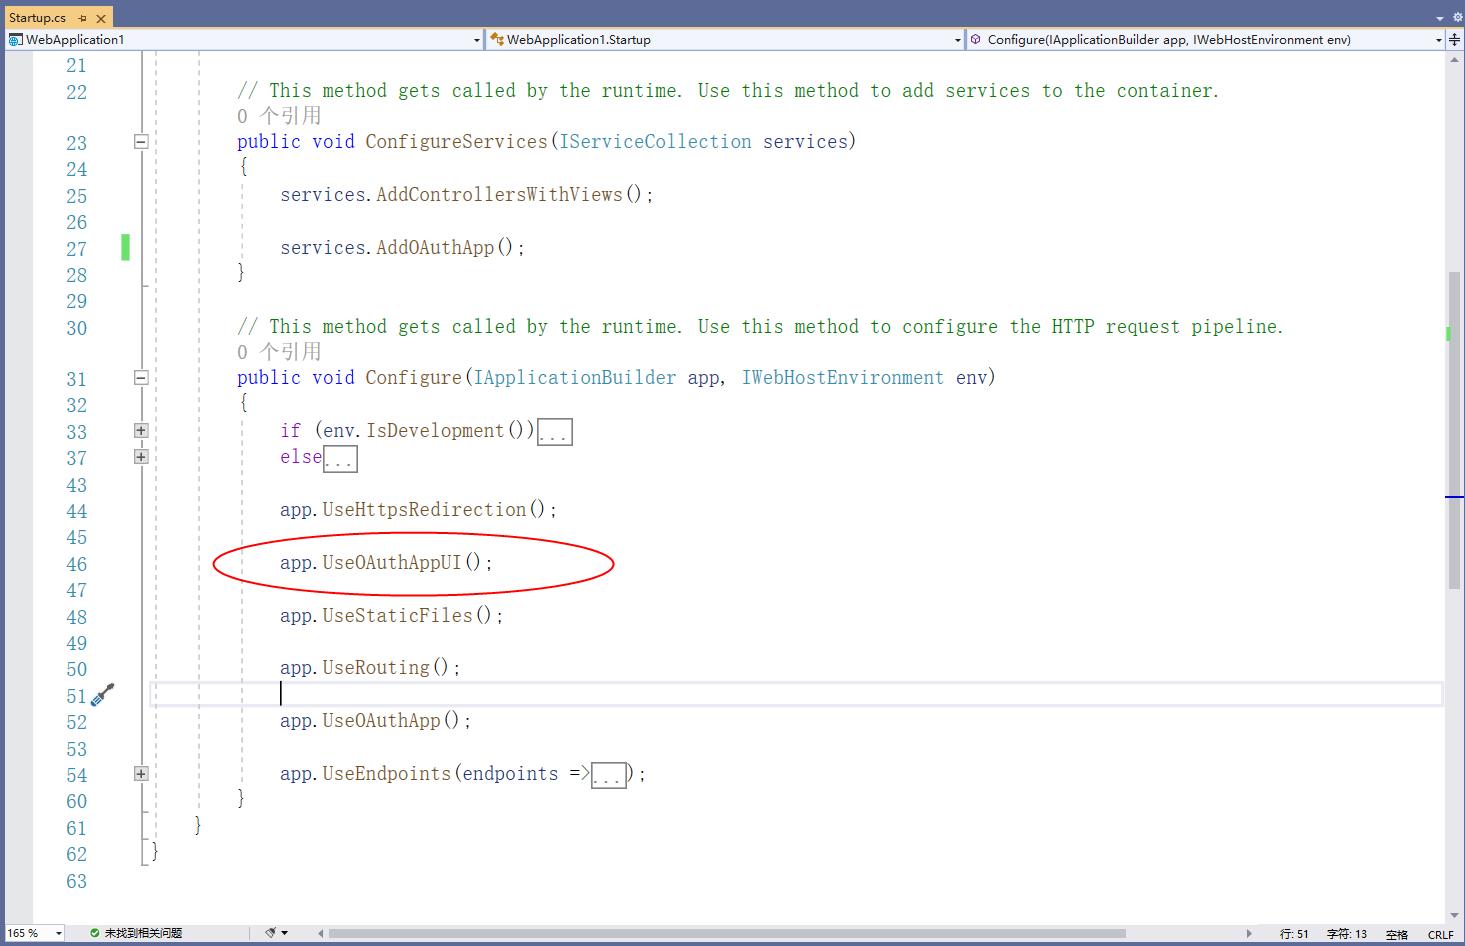 Startup.cs
WebApplication1
WebApplication1.Startup
Configure(IApplicationBuilder app, IWebHostEnvironment env)
21
22 // This method gets called by the runtime. Use this method to add services to the container.
0 个引用
23 public void ConfigureServices(IServiceCollection services)
24 {
25 services.AddControllersWithViews();
26
27 services.AddOAuthApp();
28 }
29
30 // This method gets called by the runtime. Use this method to configure the HTTP request pipeline.
0 个引用
31 public void Configure(IApplicationBuilder app, IWebHostEnvironment env)
32 {
33 if (env.IsDevelopment())...
37 else...
43
44 app.UseHttpsRedirection();
45
46 app.UseOAuthAppUI();
47
48 app.UseStaticFiles();
49
50 app.UseRouting();
51
52 app.UseOAuthApp();
53
54 app.UseEndpoints(endpoints =>...);
60 }
61 }
62 }
63
165 %
未找到相关问题
行: 51
字符: 13
空格
CRLF